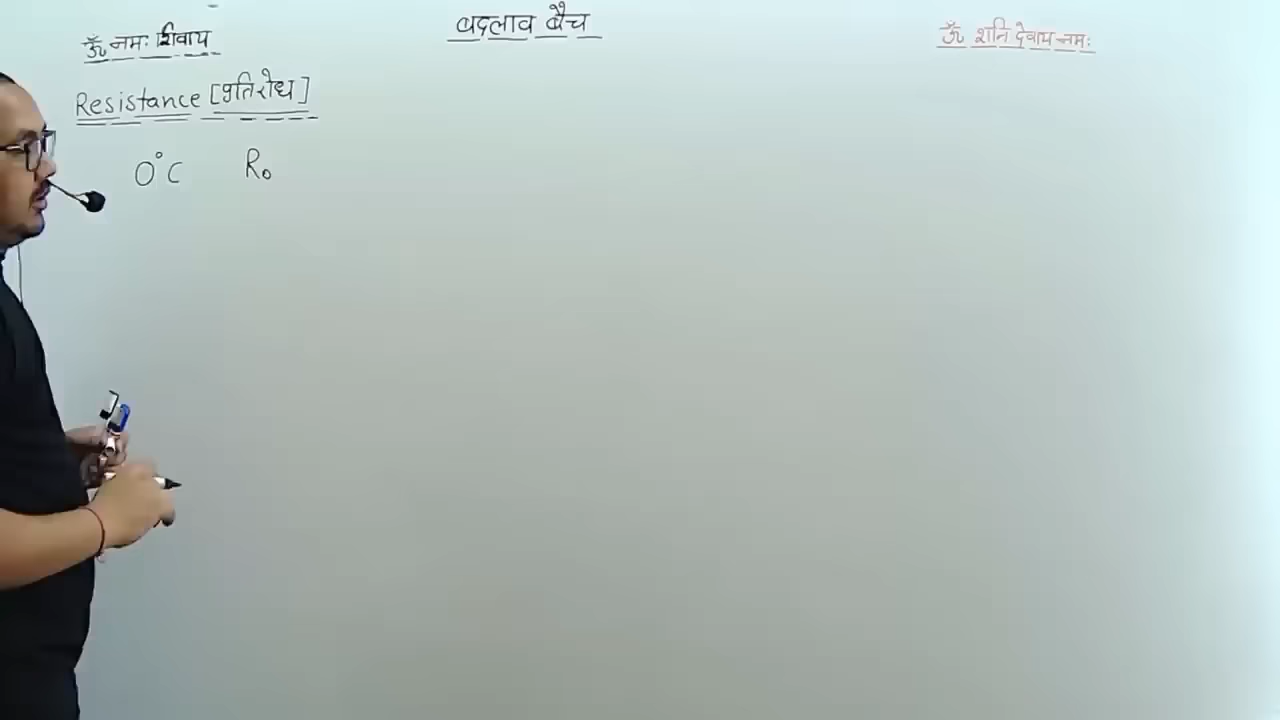 ॐ नमः शिवाय
बदलाव बैच
ॐ शनि देवाय नमः
Resistance [प्रतिरोध]
0°C R₀